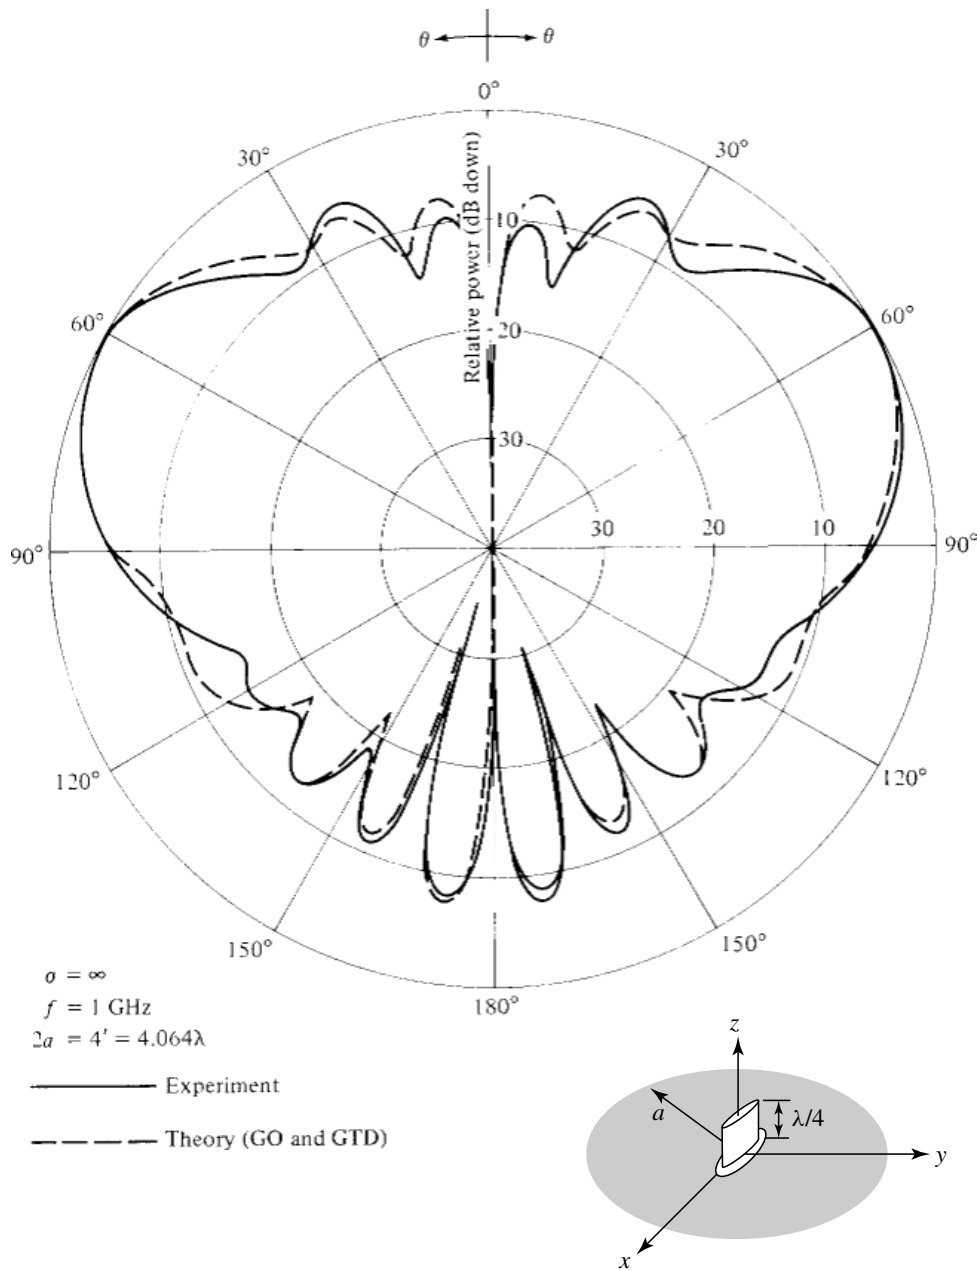 θ θ
0°
30° 30°
Relative power (dB down)
10
60° 60°
20
30
30 20 10
90° 90°
120° 120°
150° 150°
180°
σ = ∞
f = 1 GHz
2a = 4′ = 4.064λ
Experiment
Theory (GO and GTD)
z
a
λ/4
y
x